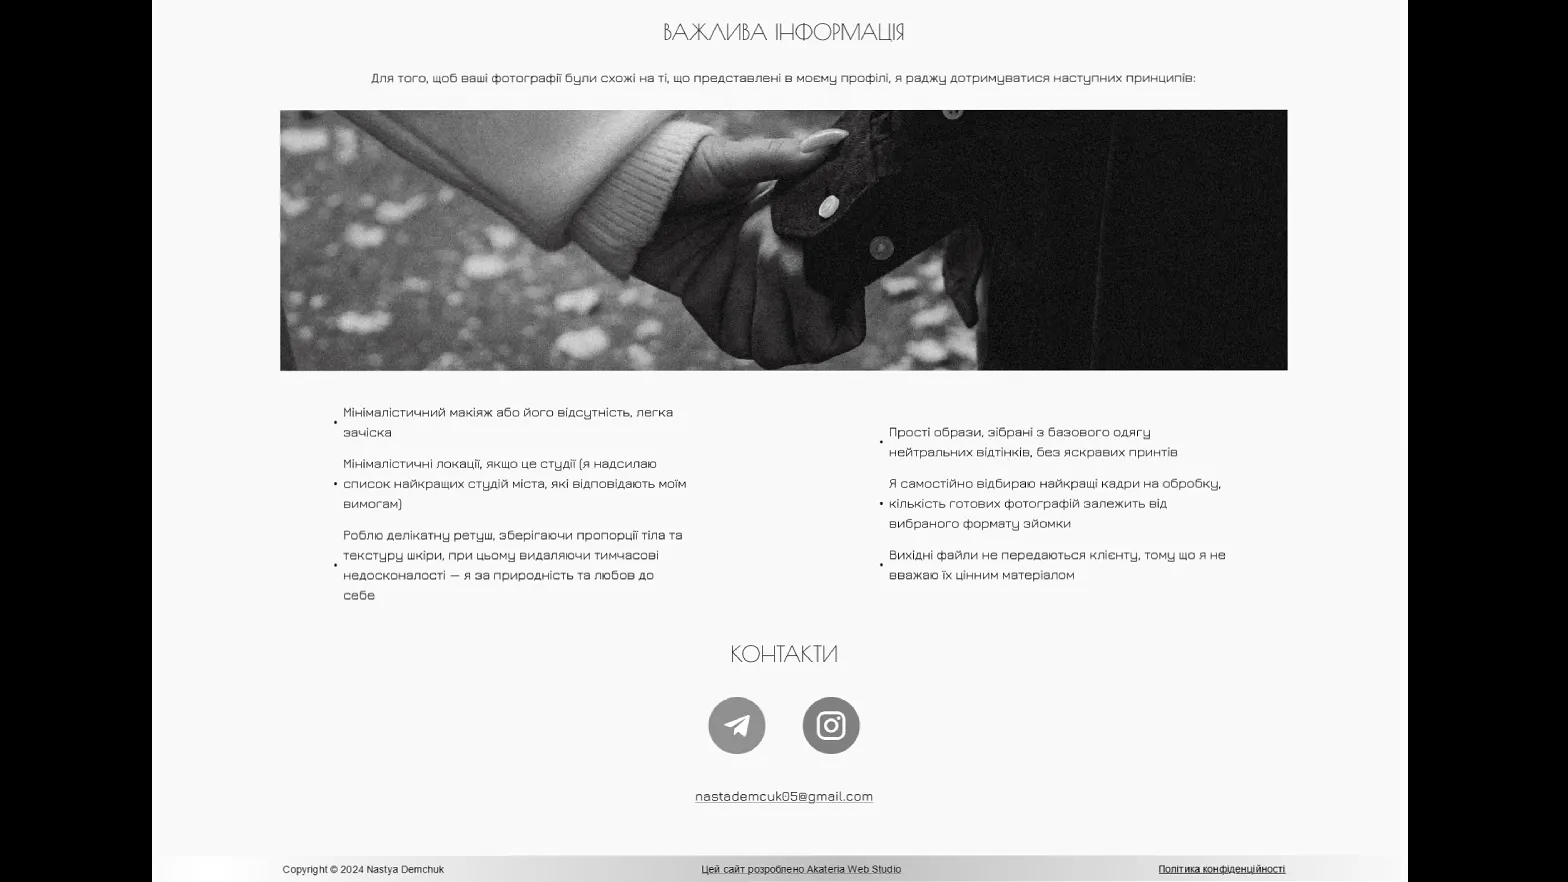 ВАЖЛИВА ІНФОРМАЦІЯ
Для того, щоб ваші фотографії були схожі на ті, що представлені в моєму профілі, я раджу дотримуватися наступних принципів:
• Мінімалістичний макіяж або його відсутність, легка
зачіска
• Мінімалістичні локації, якщо це студії (я надсилаю
список найкращих студій міста, які відповідають моїм
вимогам)
• Роблю делікатну ретуш, зберігаючи пропорції тіла та
текстуру шкіри, при цьому видаляючи тимчасові
недосконалості — я за природність та любов до
себе
• Прості образи, зібрані з базового одягу
нейтральних відтінків, без яскравих принтів
• Я самостійно відбираю найкращі кадри на обробку,
кількість готових фотографій залежить від
вибраного формату зйомки
• Вихідні файли не передаються клієнту, тому що я не
вважаю їх цінним матеріалом
КОНТАКТИ
nastademcuk05@gmail.com
Copyright © 2024 Nastya Demchuk
Цей сайт розроблено Akateria Web Studio
Політика конфіденційності